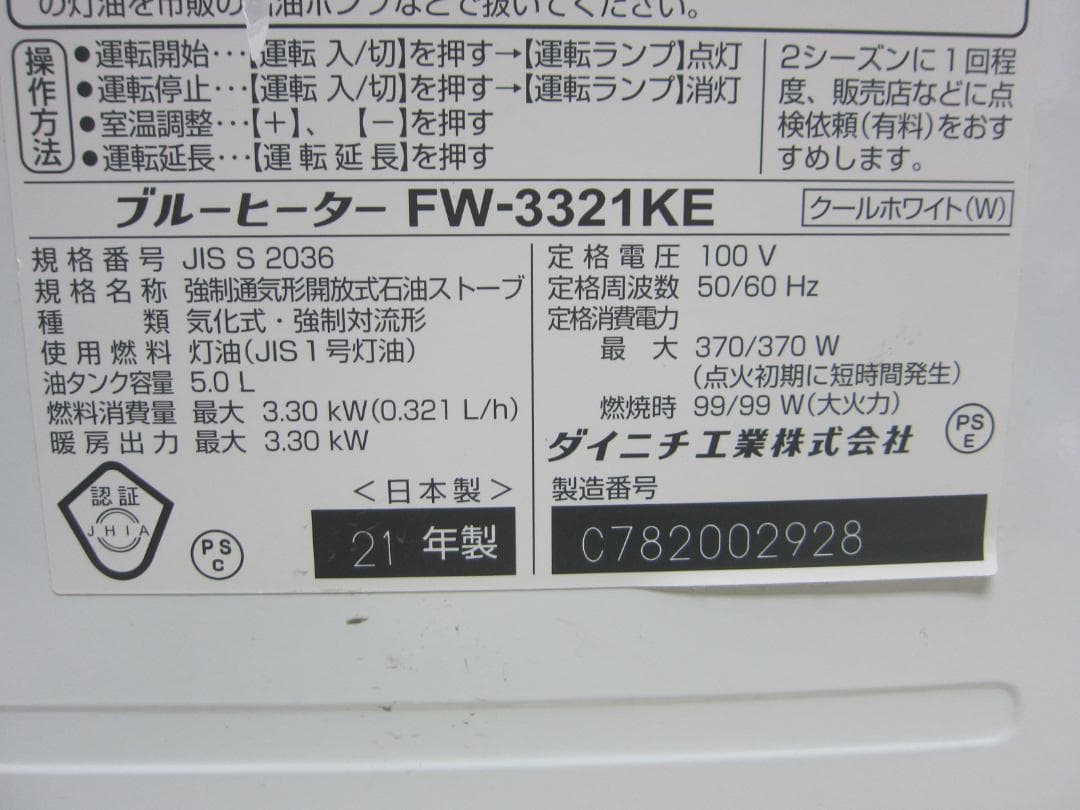 の灯油を市販の 油ポンプなどで抜いてください。
操作方法
●運転開始‥‥【運転 入/切】を押す→【運転ランプ】点灯
●運転停止‥‥【運転 入/切】を押す→【運転ランプ】消灯
●室温調整‥‥【＋】、【－】を押す
●運転延長‥‥【運転延長】を押す
2シーズンに1回程
度、販売店などに点
検依頼(有料)をおす
すめします。
ブルーヒーター FW-3321KE
クールホワイト(W)
規格番号 JIS S 2036
規格名称 強制通気形開放式石油ストーブ
種類 気化式・強制対流形
使用燃料 灯油(JIS1号灯油)
油タンク容量 5.0 L
燃料消費量 最大 3.30 kW(0.321 L/h)
暖房出力 最大 3.30 kW
認証
JHIA
PS
C
＜日本製＞
21 年製
定格電圧 100 V
定格周波数 50/60 Hz
定格消費電力
最大 370/370 W
(点火初期に短時間発生)
燃焼時 99/99 W(大火力)
ダイニチ工業株式会社
PS
E
製造番号
C782002928